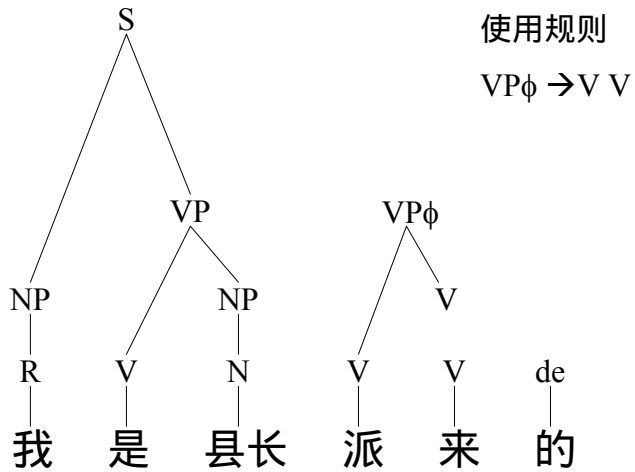 S
使用规则
VPϕ →V V
VP VPϕ
NP NP V
R V N V V de
我 是 县长 派 来 的